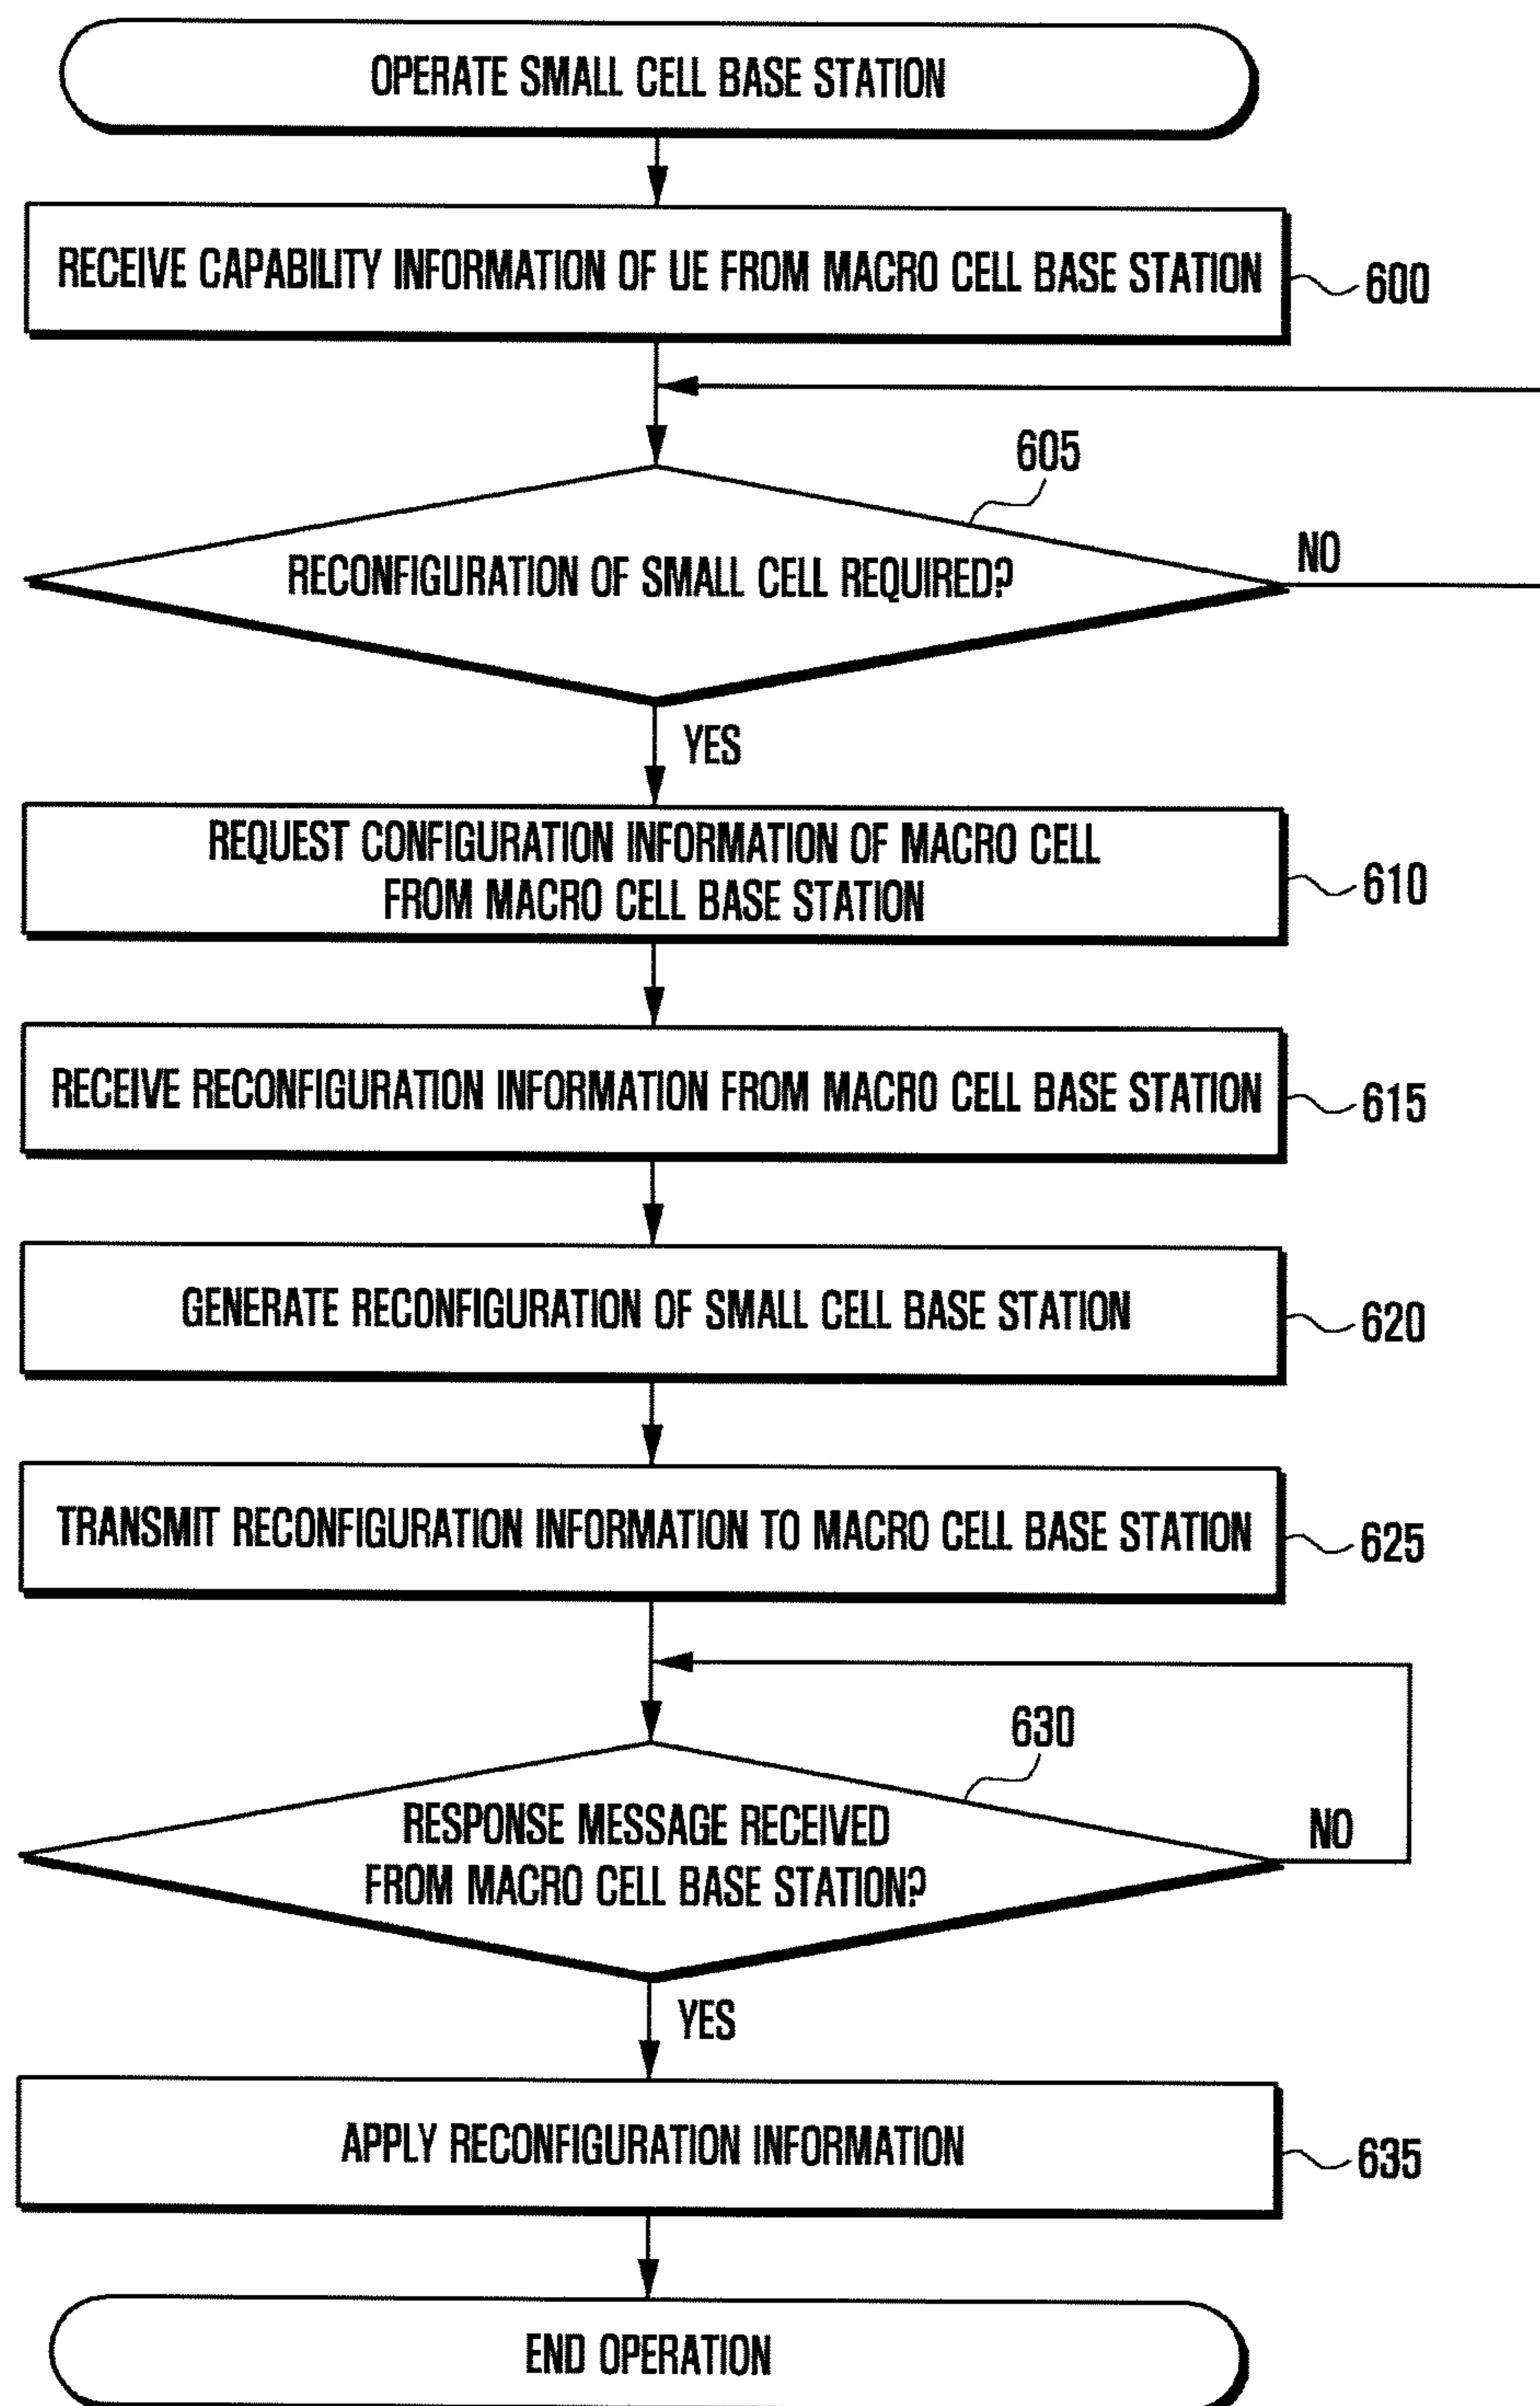 OPERATE SMALL CELL BASE STATION
RECEIVE CAPABILITY INFORMATION OF UE FROM MACRO CELL BASE STATION
600
605
RECONFIGURATION OF SMALL CELL REQUIRED?
NO
YES
REQUEST CONFIGURATION INFORMATION OF MACRO CELL
FROM MACRO CELL BASE STATION
610
RECEIVE RECONFIGURATION INFORMATION FROM MACRO CELL BASE STATION
615
GENERATE RECONFIGURATION OF SMALL CELL BASE STATION
620
TRANSMIT RECONFIGURATION INFORMATION TO MACRO CELL BASE STATION
625
630
RESPONSE MESSAGE RECEIVED
FROM MACRO CELL BASE STATION?
NO
YES
APPLY RECONFIGURATION INFORMATION
635
END OPERATION